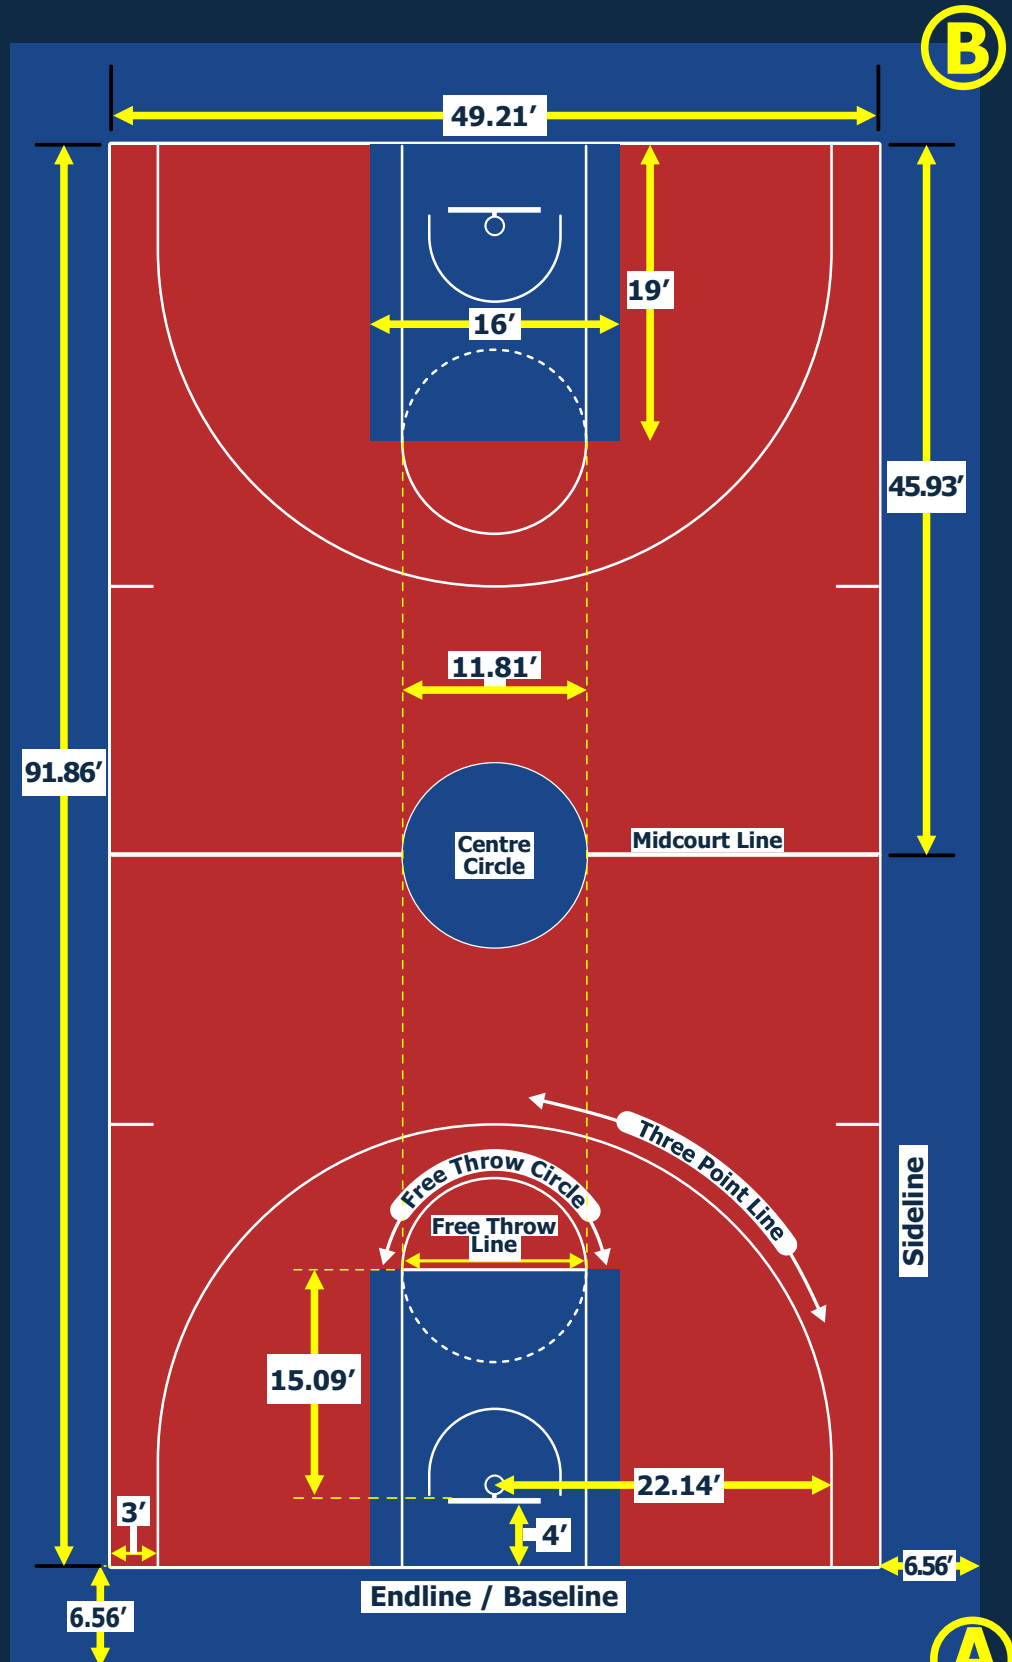 B
49.21’
19’
16’
45.93’
11.81’
91.86’
Midcourt Line
Centre
Circle
Three Point Line
Free Throw Circle
Sideline
Free Throw
Line
15.09’
22.14’
3’
4’
6.56’
Endline / Baseline
6.56’
A